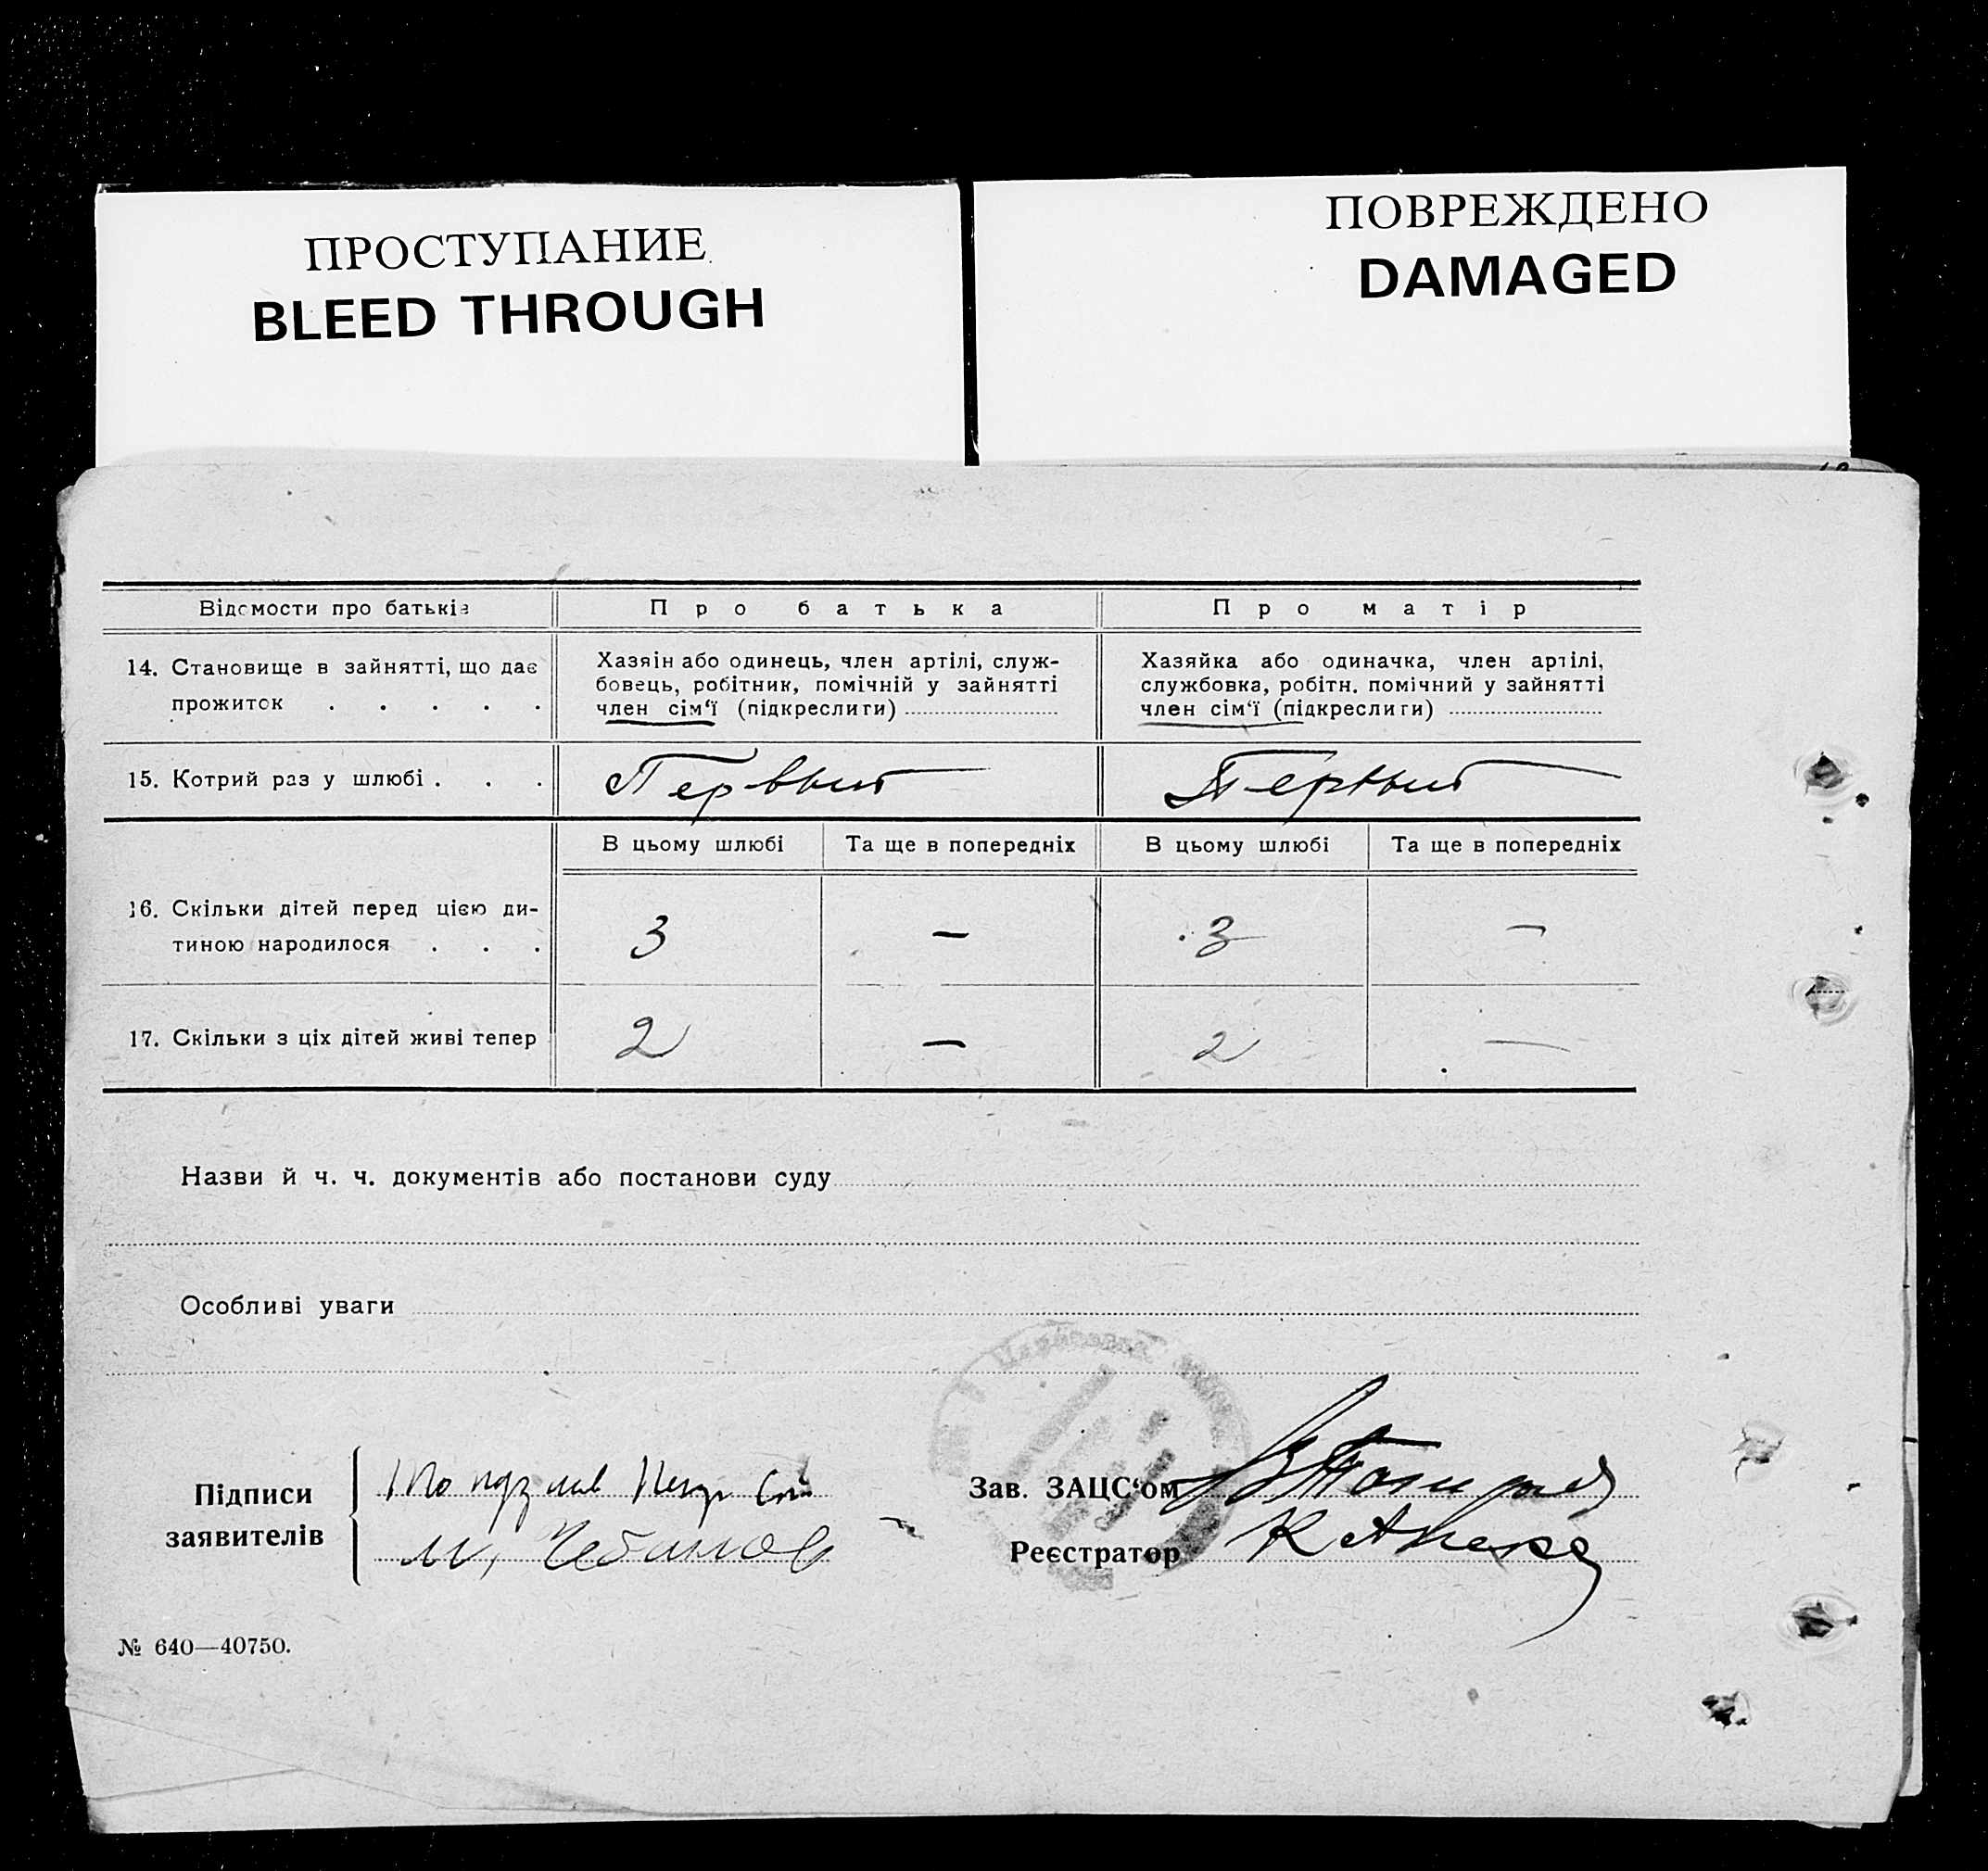 ПРОСТУПАНИЕ
BLEED THROUGH
ПОВРЕЖДЕНО
DAMAGED
Відомости про батьків
Про батька
Про матір
14. Становище в зайнятті, що дає
прожиток . . . . .
Хазяін або одинець, член артілі, служ-
бовець, робітник, помічній у зайнятті
член сім‘ї (підкреслити)
Хазяйка або одиначка, член артілі,
службовка, робітн. помічний у зайнятті
член сім‘ї (підкреслити)
15. Котрий раз у шлюбі . . .
Первый
Первый
В цьому шлюбі
Та ще в попередніх
В цьому шлюбі
Та ще в попередніх
16. Скільки дітей перед цією ди-
тиною народилося . . .
3
—
3
—
17. Скільки з ціх дітей живі тепер
2
—
2
—
Назви й ч. ч. документів або постанови суду
Особливі уваги
Підписи
заявителів
М. Чебанов
Зав. ЗАЦС‘ом
Реєстратор
№ 640—40750.